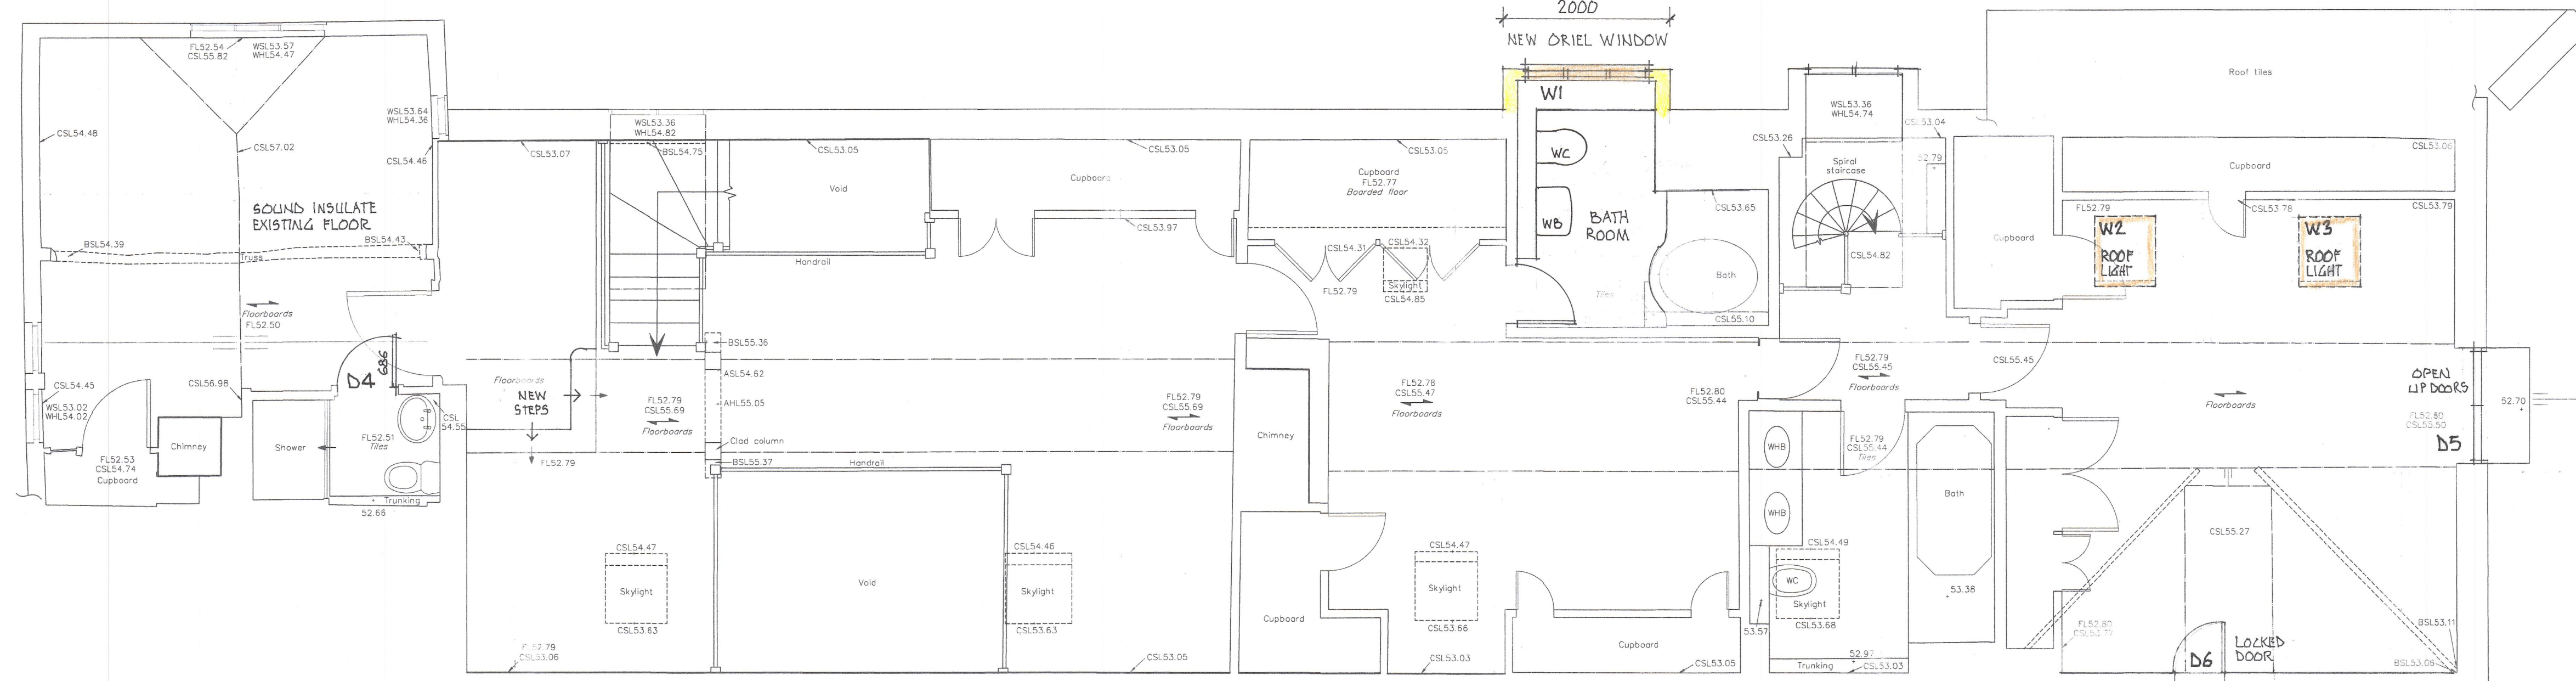 2000
NEW ORIEL WINDOW
FL52.54
CSL55.82
WSL53.57
WHL54.47
CSL54.48
CSL57.02
WSL53.64
WHL54.36
CSL54.46
SOUND INSULATE
EXISTING FLOOR
BSL54.39
BSL54.43
Truss
Floorboards
FL52.50
CSL54.45
WSL53.02
WHL54.02
CSL56.98
D4
686
Chimney
FL52.53
CSL54.74
Cupboard
Shower
FL52.51
Tiles
CSL
54.55
Trunking
52.66
CSL53.07
WSL53.36
WHL54.82
BSL54.75
CSL53.05
Void
Handrail
CSL53.05
Cupboard
CSL53.97
BSL55.36
ASL54.62
AHL55.05
Floorboards
NEW
STEPS
FL52.79
FL52.79
CSL55.69
Floorboards
Clad column
BSL55.37
Handrail
FL52.79
CSL55.69
Floorboards
CSL54.47
Skylight
CSL53.63
Void
CSL54.46
Skylight
CSL53.63
FL52.79
CSL53.06
CSL53.05
CSL53.05
Cupboard
FL52.77
Boarded floor
CSL54.31
CSL54.32
FL52.79
Skylight
CSL54.85
W1
WC
WB
BATH
ROOM
Tiles
CSL53.65
Bath
CSL55.10
Chimney
FL52.78
CSL55.47
Floorboards
FL52.80
CSL55.44
Cupboard
CSL54.47
Skylight
CSL53.66
CSL53.03
Cupboard
CSL53.05
WSL53.36
WHL54.74
CSL53.26
CSL53.04
Spiral
staircase
52.79
CSL54.82
FL52.79
CSL55.45
Floorboards
CSL55.45
WHB
WHB
FL52.79
CSL55.44
Tiles
CSL54.49
WC
Skylight
CSL53.68
53.57
52.97
Trunking
CSL53.03
Bath
53.38
Roof tiles
Cupboard
Cupboard
CSL53.06
CSL53.78
CSL53.79
FL52.79
W2
ROOF
LIGHT
W3
ROOF
LIGHT
Floorboards
OPEN
UP DOORS
FL52.80
CSL55.50
D5
52.70
CSL55.27
FL52.80
D6
LOCKED
DOOR
BSL53.11
BSL53.06